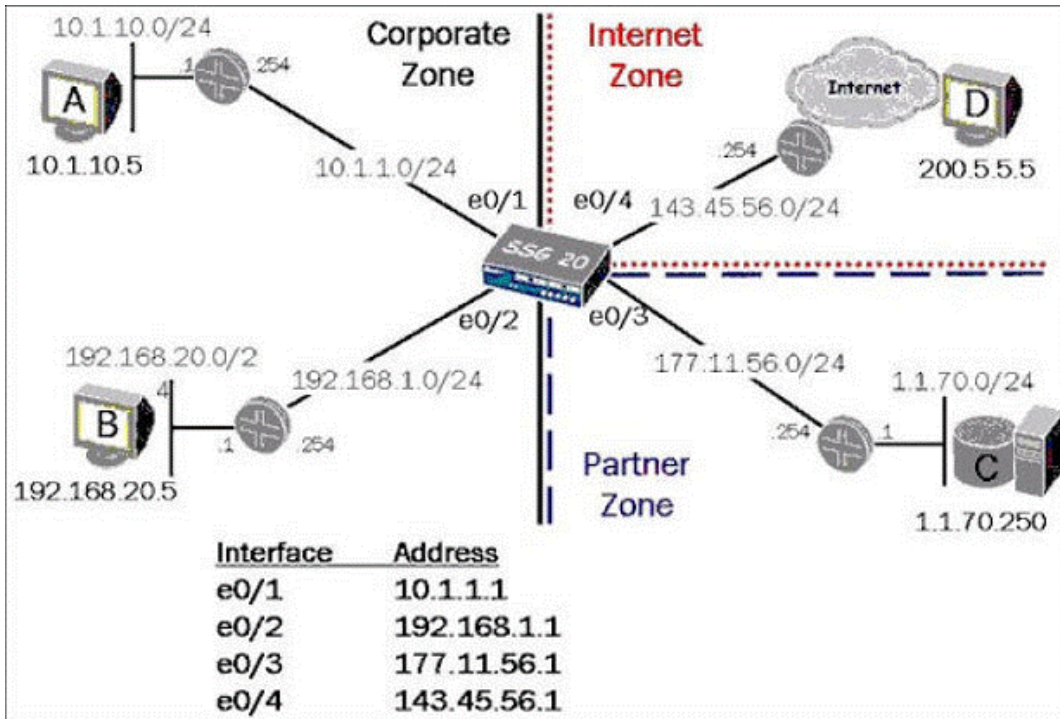 10.1.10.0/24
Corporate
Zone
Internet
Zone
.1
.254
A
10.1.10.5
Internet
D
.254
200.5.5.5
10.1.1.0/24
e0/1
e0/4
143.45.56.0/24
SSG 20
e0/2
e0/3
192.168.20.0/2
4
192.168.1.0/24
177.11.56.0/24
1.1.70.0/24
B
.1
.254
.254
1
C
192.168.20.5
Partner
Zone
1.1.70.250
Interface Address
e0/1 10.1.1.1
e0/2 192.168.1.1
e0/3 177.11.56.1
e0/4 143.45.56.1